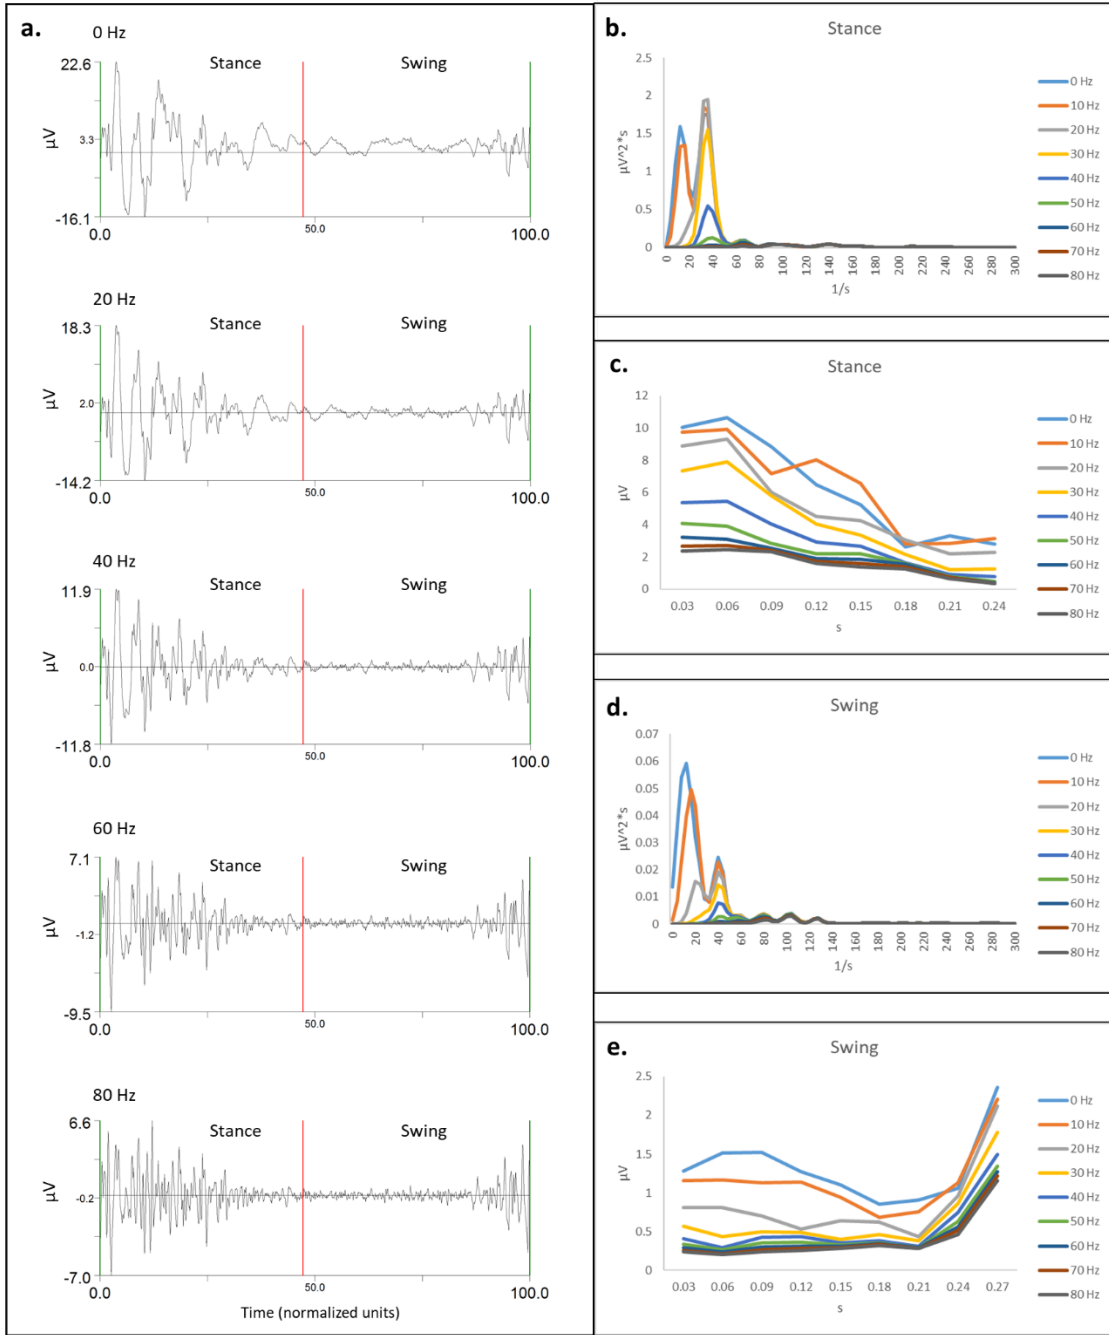 a.
0 Hz
Stance
Swing
22.6
3.3
-16.1
µV
0.0
50.0
100.0
20 Hz
Stance
Swing
18.3
2.0
-14.2
µV
0.0
50.0
100.0
40 Hz
Stance
Swing
11.9
0.0
-11.8
µV
0.0
50.0
100.0
60 Hz
Stance
Swing
7.1
-1.2
-9.5
µV
0.0
50.0
100.0
80 Hz
Stance
Swing
6.6
-0.2
-7.0
µV
0.0
50.0
100.0
Time (normalized units)
b.
Stance
2.5
2
1.5
1
0.5
0
µV^2*s
0 20 40 60 80 100 120 140 160 180 200 220 240 260 280 300
1/s
0 Hz
10 Hz
20 Hz
30 Hz
40 Hz
50 Hz
60 Hz
70 Hz
80 Hz
c.
Stance
12
10
8
6
4
2
0
µV
0.03 0.06 0.09 0.12 0.15 0.18 0.21 0.24
s
0 Hz
10 Hz
20 Hz
30 Hz
40 Hz
50 Hz
60 Hz
70 Hz
80 Hz
d.
Swing
0.07
0.06
0.05
0.04
0.03
0.02
0.01
0
µV^2*s
0 20 40 60 80 100 120 140 160 180 200 220 240 260 280 300
1/s
0 Hz
10 Hz
20 Hz
30 Hz
40 Hz
50 Hz
60 Hz
70 Hz
80 Hz
e.
Swing
2.5
2
1.5
1
0.5
0
µV
0.03 0.06 0.09 0.12 0.15 0.18 0.21 0.24 0.27
s
0 Hz
10 Hz
20 Hz
30 Hz
40 Hz
50 Hz
60 Hz
70 Hz
80 Hz